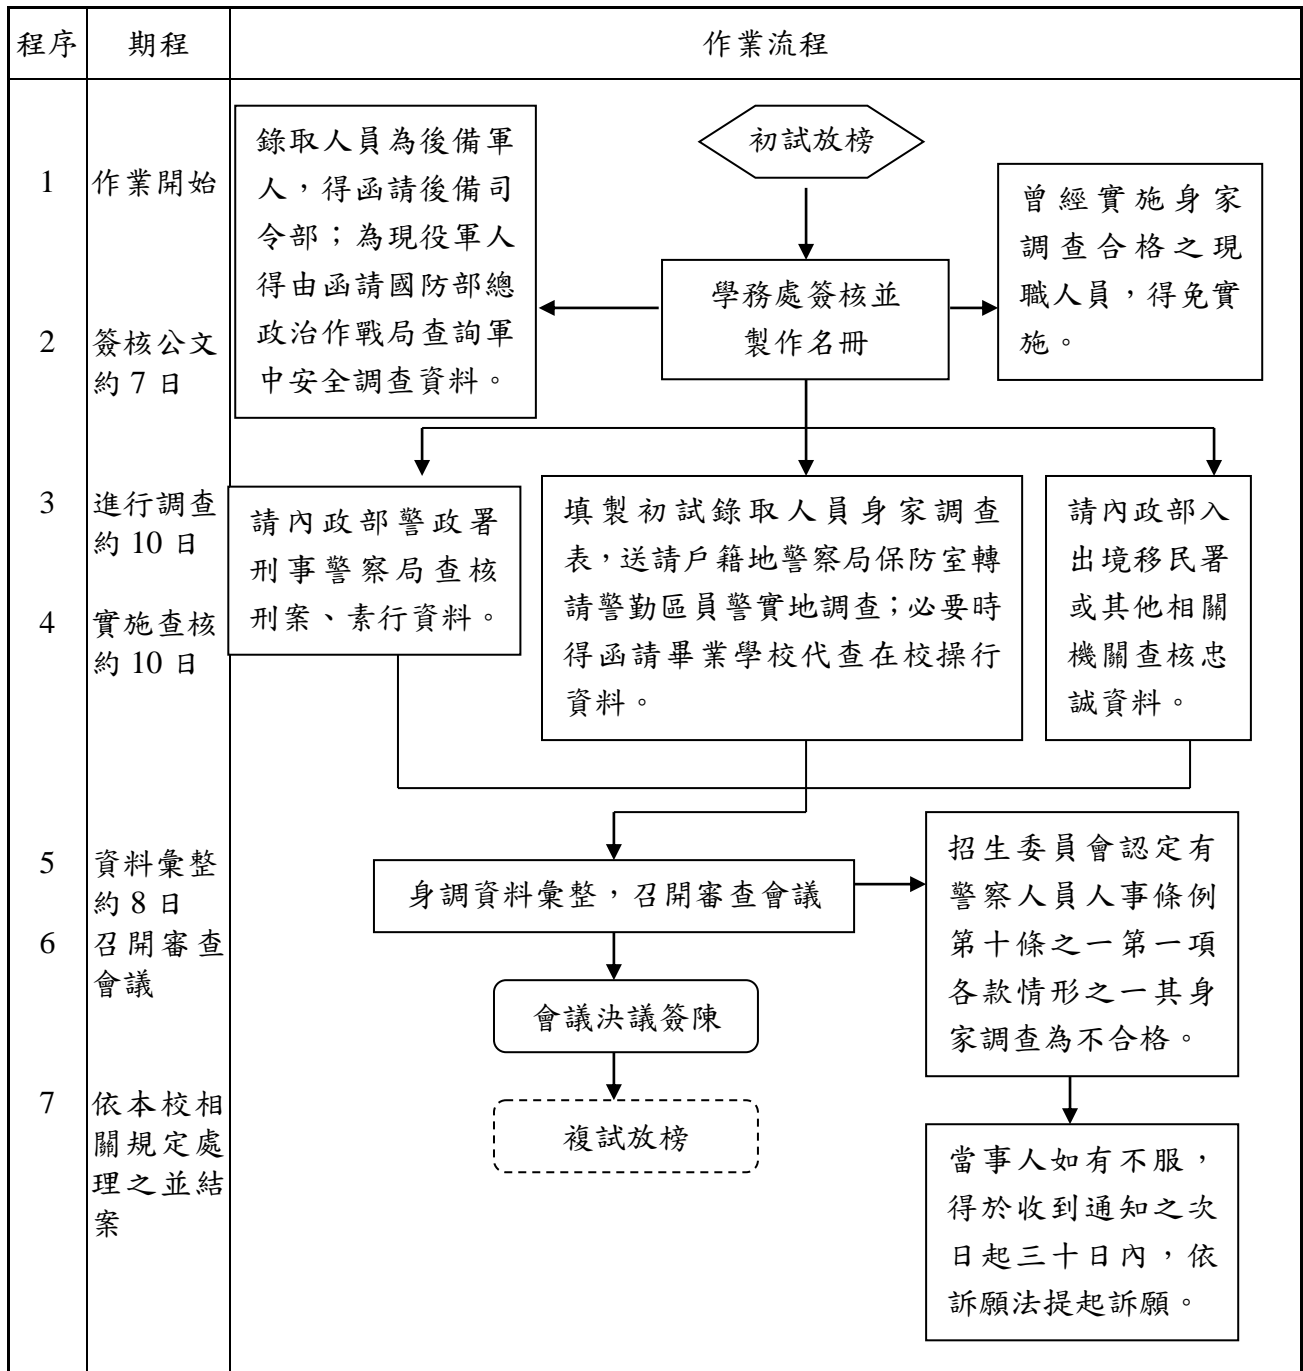 程序 期程 作業流程
1 作業開始
2 簽核公文
約 7 日
3 進行調查
約 10 日
4 實施查核
約 10 日
5 資料彙整
約 8 日
6 召開審查
會議
7 依本校相
關規定處
理之並結
案
初試放榜
錄取人員為後備軍
人，得函請後備司
令部；為現役軍人
得由函請國防部總
政治作戰局查詢軍
中安全調查資料。
學務處簽核並
製作名冊
曾經實施身家
調查合格之現
職人員，得免實
施。
請內政部警政署
刑事警察局查核
刑案、素行資料。
填製初試錄取人員身家調查
表，送請戶籍地警察局保防室轉
請警勤區員警實地調查；必要時
得函請畢業學校代查在校操行
資料。
請內政部入
出境移民署
或其他相關
機關查核忠
誠資料。
身調資料彙整，召開審查會議
招生委員會認定有
警察人員人事條例
第十條之一第一項
各款情形之一其身
家調查為不合格。
會議決議簽陳
複試放榜
當事人如有不服，
得於收到通知之次
日起三十日內，依
訴願法提起訴願。